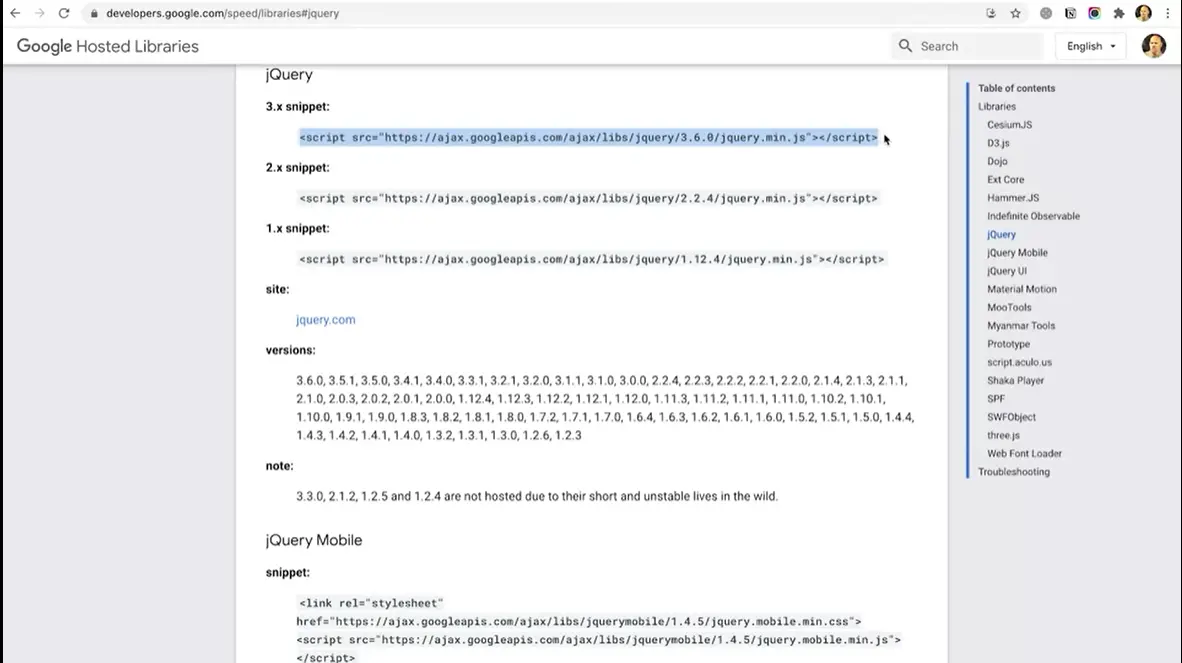 developers.google.com/speed/libraries#jquery
Google Hosted Libraries
Search
English
jQuery
3.x snippet:
<script src="https://ajax.googleapis.com/ajax/libs/jquery/3.6.0/jquery.min.js"></script>
2.x snippet:
<script src="https://ajax.googleapis.com/ajax/libs/jquery/2.2.4/jquery.min.js"></script>
1.x snippet:
<script src="https://ajax.googleapis.com/ajax/libs/jquery/1.12.4/jquery.min.js"></script>
site:
jquery.com
versions:
3.6.0, 3.5.1, 3.5.0, 3.4.1, 3.4.0, 3.3.1, 3.2.1, 3.2.0, 3.1.1, 3.1.0, 3.0.0, 2.2.4, 2.2.3, 2.2.2, 2.2.1, 2.2.0, 2.1.4, 2.1.3, 2.1.1,
2.1.0, 2.0.3, 2.0.2, 2.0.1, 2.0.0, 1.12.4, 1.12.3, 1.12.2, 1.12.1, 1.12.0, 1.11.3, 1.11.2, 1.11.1, 1.11.0, 1.10.2, 1.10.1,
1.10.0, 1.9.1, 1.9.0, 1.8.3, 1.8.2, 1.8.1, 1.8.0, 1.7.2, 1.7.1, 1.7.0, 1.6.4, 1.6.3, 1.6.2, 1.6.1, 1.6.0, 1.5.2, 1.5.1, 1.5.0, 1.4.4,
1.4.3, 1.4.2, 1.4.1, 1.4.0, 1.3.2, 1.3.1, 1.3.0, 1.2.6, 1.2.3
note:
3.3.0, 2.1.2, 1.2.5 and 1.2.4 are not hosted due to their short and unstable lives in the wild.
jQuery Mobile
snippet:
<link rel="stylesheet"
href="https://ajax.googleapis.com/ajax/libs/jquerymobile/1.4.5/jquery.mobile.min.css">
<script src="https://ajax.googleapis.com/ajax/libs/jquerymobile/1.4.5/jquery.mobile.min.js">
</script>
Table of contents
Libraries
CesiumJS
D3.js
Dojo
Ext Core
Hammer.JS
Indefinite Observable
jQuery
jQuery Mobile
jQuery UI
Material Motion
MooTools
Myanmar Tools
Prototype
script.aculo.us
Shaka Player
SPF
SWFObject
three.js
Web Font Loader
Troubleshooting